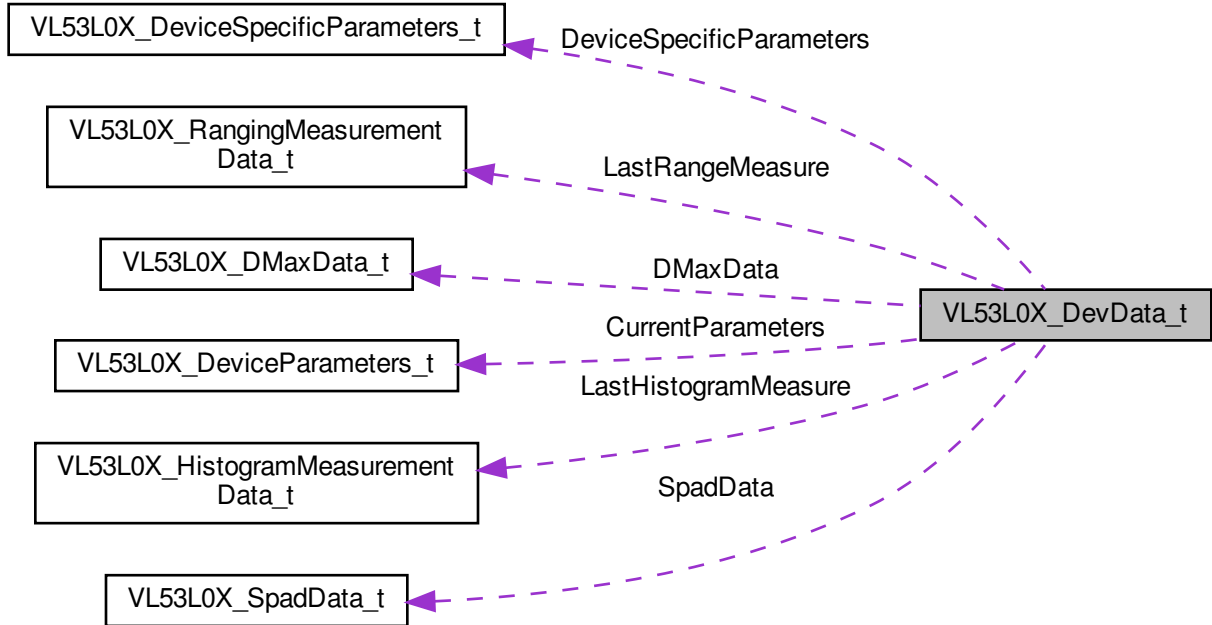 VL53L0X_DeviceSpecificParameters_t
DeviceSpecificParameters
VL53L0X_RangingMeasurement
Data_t
LastRangeMeasure
VL53L0X_DMaxData_t
DMaxData
VL53L0X_DevData_t
CurrentParameters
VL53L0X_DeviceParameters_t
LastHistogramMeasure
VL53L0X_HistogramMeasurement
Data_t
SpadData
VL53L0X_SpadData_t